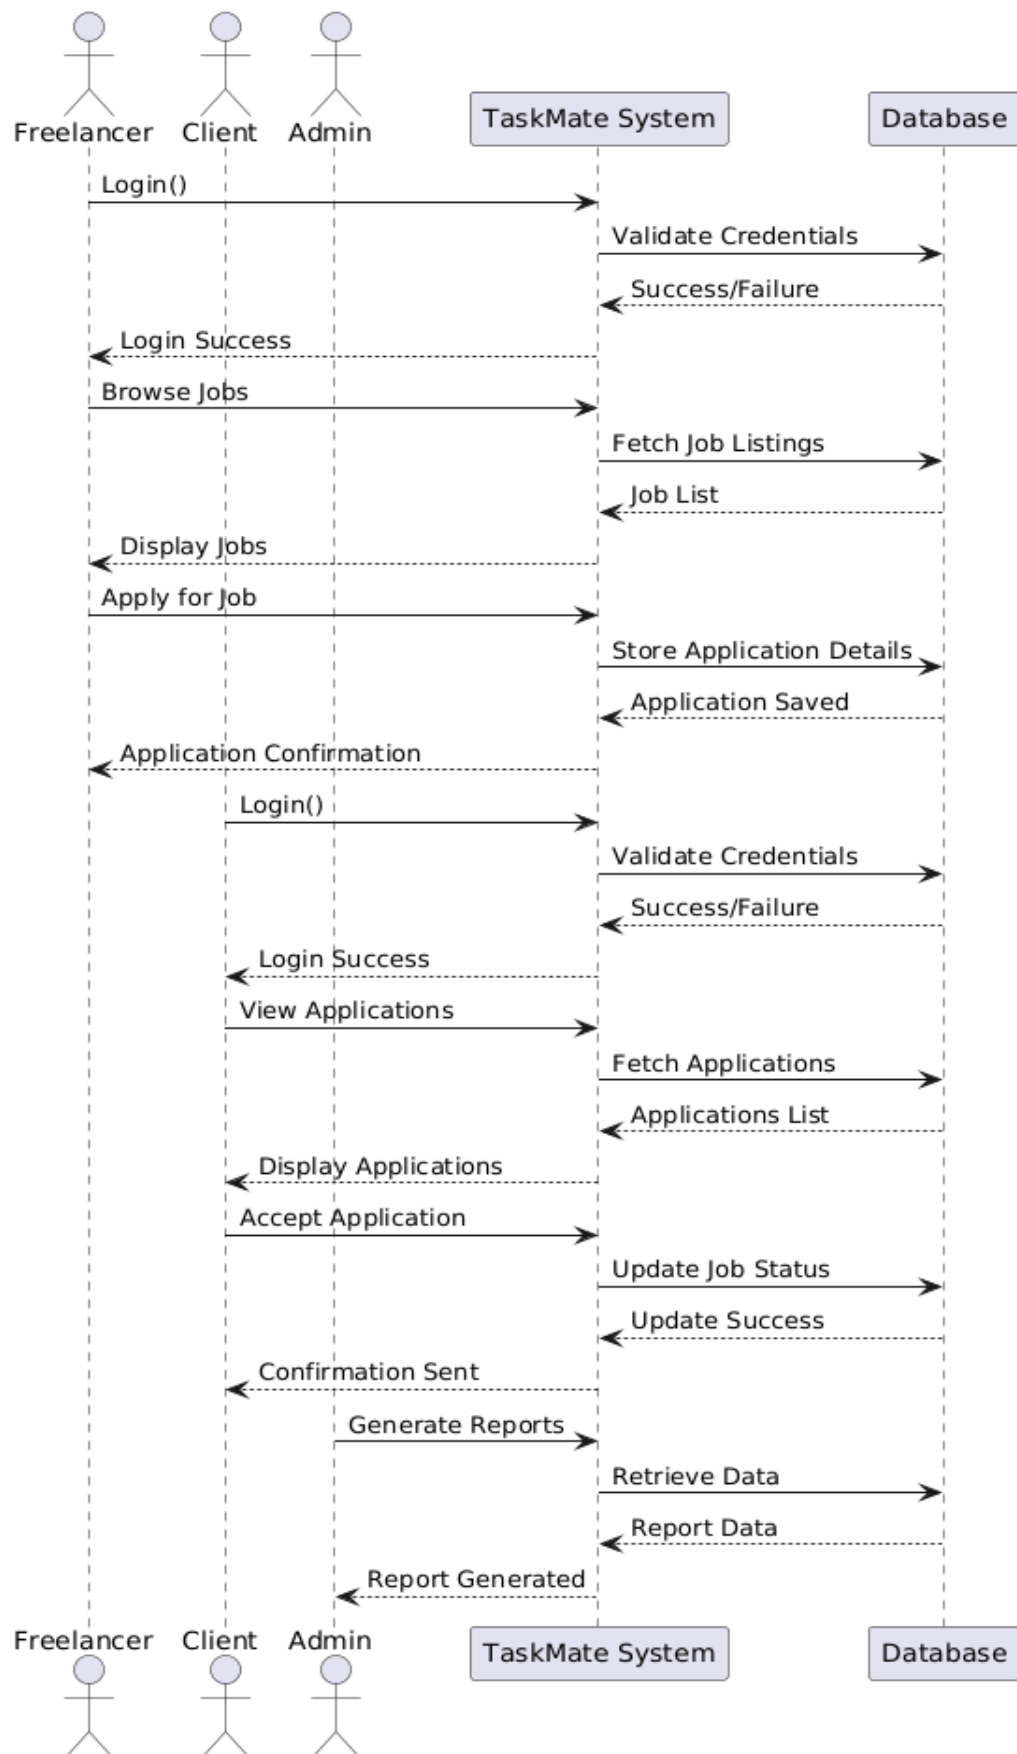 Freelancer Client Admin TaskMate System Database
Login()
Validate Credentials
Success/Failure
Login Success
Browse Jobs
Fetch Job Listings
Job List
Display Jobs
Apply for Job
Store Application Details
Application Saved
Application Confirmation
Login()
Validate Credentials
Success/Failure
Login Success
View Applications
Fetch Applications
Applications List
Display Applications
Accept Application
Update Job Status
Update Success
Confirmation Sent
Generate Reports
Retrieve Data
Report Data
Report Generated
Freelancer Client Admin TaskMate System Database